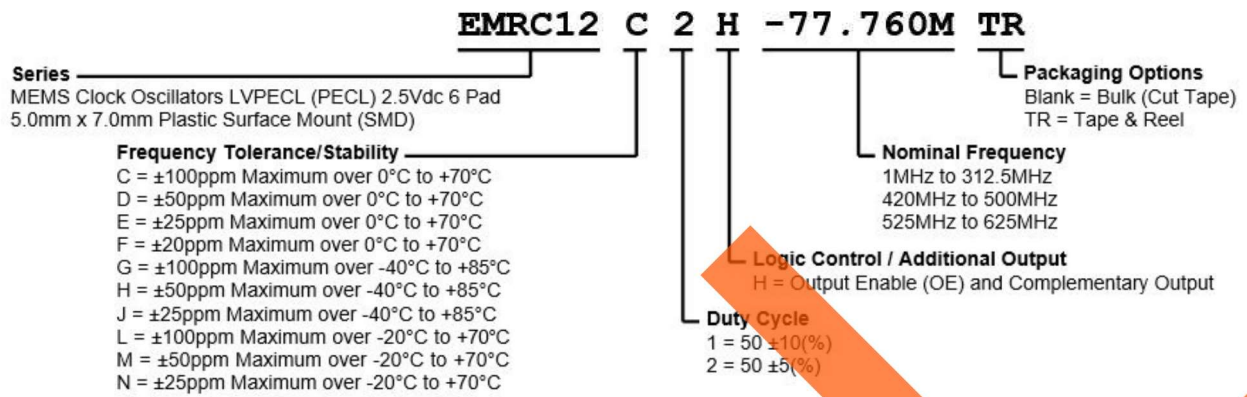 EMRC12 C 2 H -77.760M TR
Series
MEMS Clock Oscillators LVPECL (PECL) 2.5Vdc 6 Pad
5.0mm x 7.0mm Plastic Surface Mount (SMD)
Packaging Options
Blank = Bulk (Cut Tape)
TR = Tape & Reel
Frequency Tolerance/Stability
C = ±100ppm Maximum over 0°C to +70°C
D = ±50ppm Maximum over 0°C to +70°C
E = ±25ppm Maximum over 0°C to +70°C
F = ±20ppm Maximum over 0°C to +70°C
G = ±100ppm Maximum over -40°C to +85°C
H = ±50ppm Maximum over -40°C to +85°C
J = ±25ppm Maximum over -40°C to +85°C
L = ±100ppm Maximum over -20°C to +70°C
M = ±50ppm Maximum over -20°C to +70°C
N = ±25ppm Maximum over -20°C to +70°C
Nominal Frequency
1MHz to 312.5MHz
420MHz to 500MHz
525MHz to 625MHz
Logic Control / Additional Output
H = Output Enable (OE) and Complementary Output
Duty Cycle
1 = 50 ±10(%)
2 = 50 ±5(%)